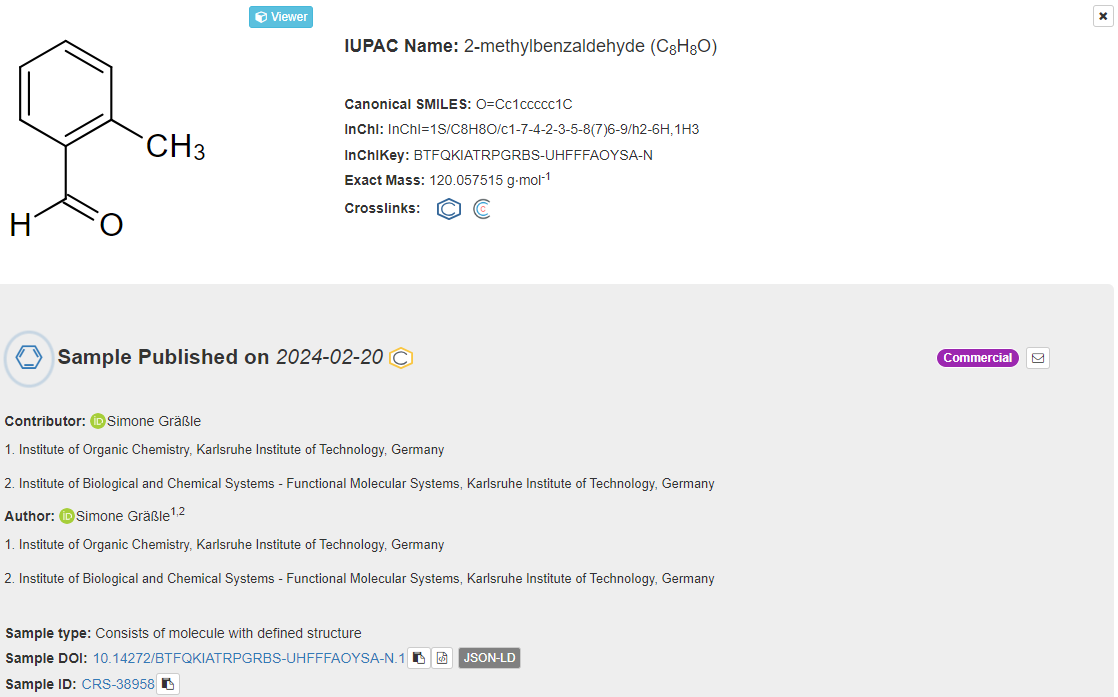 Viewer
IUPAC Name: 2-methylbenzaldehyde (C₈H₈O)
Canonical SMILES: O=Cc1ccccc1C
InChI: InChI=1S/C8H8O/c1-7-4-2-3-5-8(7)6-9/h2-6H,1H3
InChIKey: BTFQKIATRPGRBS-UHFFFAOYSA-N
Exact Mass: 120.057515 g·mol⁻¹
Crosslinks:
CH₃
H
O
Sample Published on 2024-02-20
Commercial
Contributor: iD Simone Gräßle
1. Institute of Organic Chemistry, Karlsruhe Institute of Technology, Germany
2. Institute of Biological and Chemical Systems - Functional Molecular Systems, Karlsruhe Institute of Technology, Germany
Author: iD Simone Gräßle¹,²
1. Institute of Organic Chemistry, Karlsruhe Institute of Technology, Germany
2. Institute of Biological and Chemical Systems - Functional Molecular Systems, Karlsruhe Institute of Technology, Germany
Sample type: Consists of molecule with defined structure
Sample DOI: 10.14272/BTFQKIATRPGRBS-UHFFFAOYSA-N.1 JSON-LD
Sample ID: CRS-38958